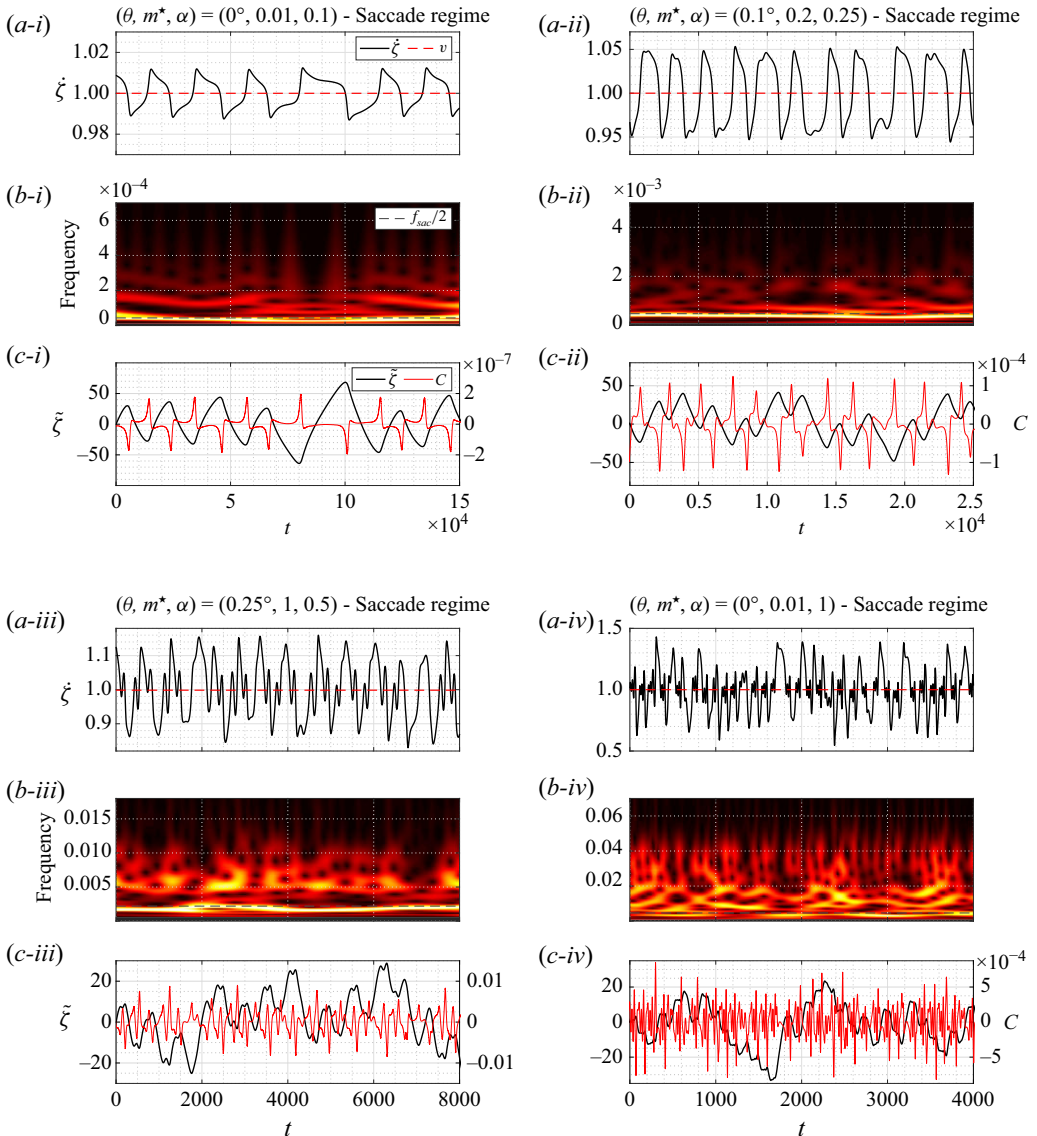 (θ, m⋆, α) = (0°, 0.01, 0.1) - Saccade regime
(a-i)
1.02
1.00
0.98
ζ̇
ζ̇ v
(b-i)
×10⁻⁴
6
4
2
0
Frequency
f_sac/2
(c-i)
50
0
−50
ζ̃
ζ̃ C
×10⁻⁷
2
0
−2
0 5 10 15
×10⁴
t
(θ, m⋆, α) = (0.1°, 0.2, 0.25) - Saccade regime
(a-ii)
1.05
1.00
0.95
(b-ii)
×10⁻³
4
2
0
(c-ii)
50
0
−50
×10⁻⁴
1
0
−1
C
0 0.5 1.0 1.5 2.0 2.5
×10⁴
t
(θ, m⋆, α) = (0.25°, 1, 0.5) - Saccade regime
(a-iii)
1.1
1.0
0.9
ζ̇
(b-iii)
0.015
0.010
0.005
Frequency
(c-iii)
20
0
−20
ζ̃
0.01
0
−0.01
0 2000 4000 6000 8000
t
(θ, m⋆, α) = (0°, 0.01, 1) - Saccade regime
(a-iv)
1.5
1.0
0.5
(b-iv)
0.06
0.04
0.02
(c-iv)
20
0
−20
×10⁻⁴
5
0
−5
C
0 1000 2000 3000 4000
t